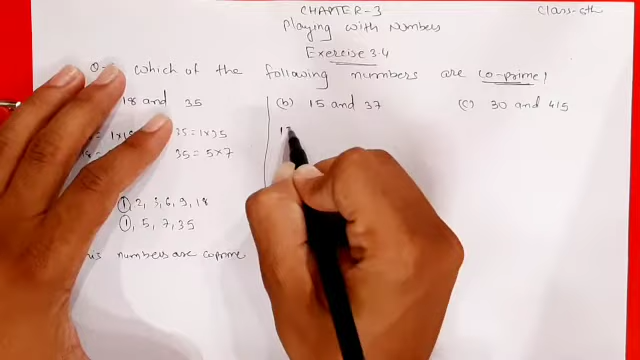 CHAPTER-3
Class-6th
Playing with Numbers
Exercise 3.4
Which of the following numbers are co-prime!
18 and 35
(b) 15 and 37
(c) 30 and 415
35 = 1×35
35 = 5×7
①, 2, 3, 6, 9, 18
①, 5, 7, 35
numbers are coprime